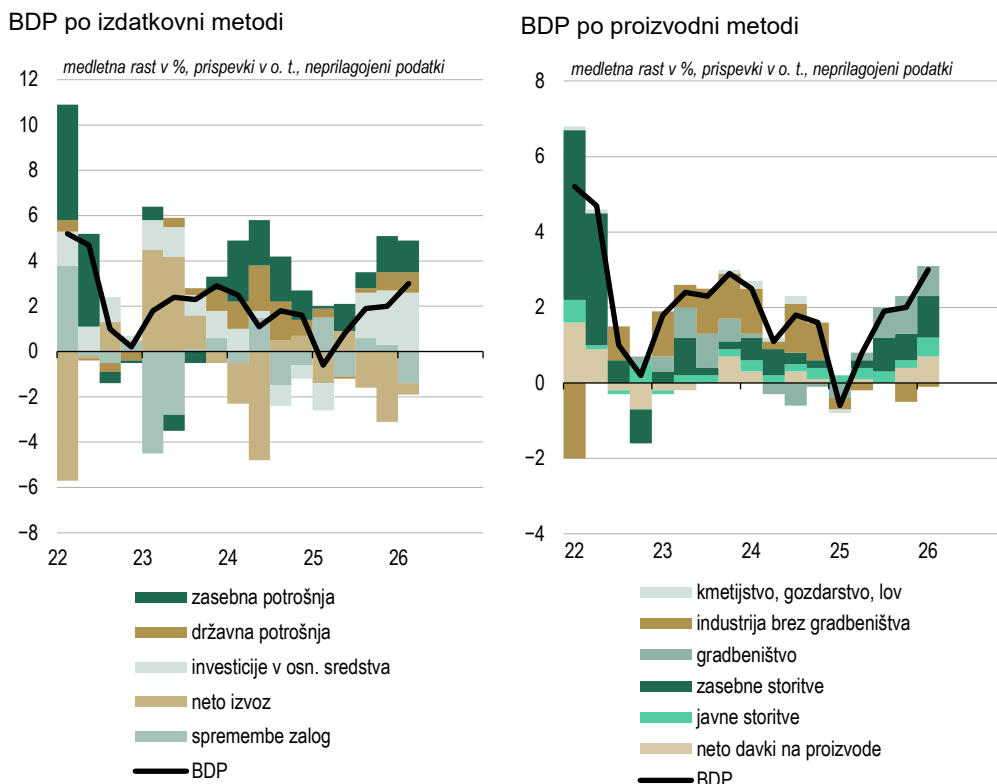 BDP po izdatkovni metodi
medletna rast v %, prispevki v o. t., neprilagojeni podatki
12
10
8
6
4
2
0
−2
−4
−6
−8
22
23
24
25
26
zasebna potrošnja
državna potrošnja
investicije v osn. sredstva
neto izvoz
spremembe zalog
BDP
BDP po proizvodni metodi
medletna rast v %, prispevki v o. t., neprilagojeni podatki
8
6
4
2
0
−2
−4
22
23
24
25
26
kmetijstvo, gozdarstvo, lov
industrija brez gradbeništva
gradbeništvo
zasebne storitve
javne storitve
neto davki na proizvode
BDP